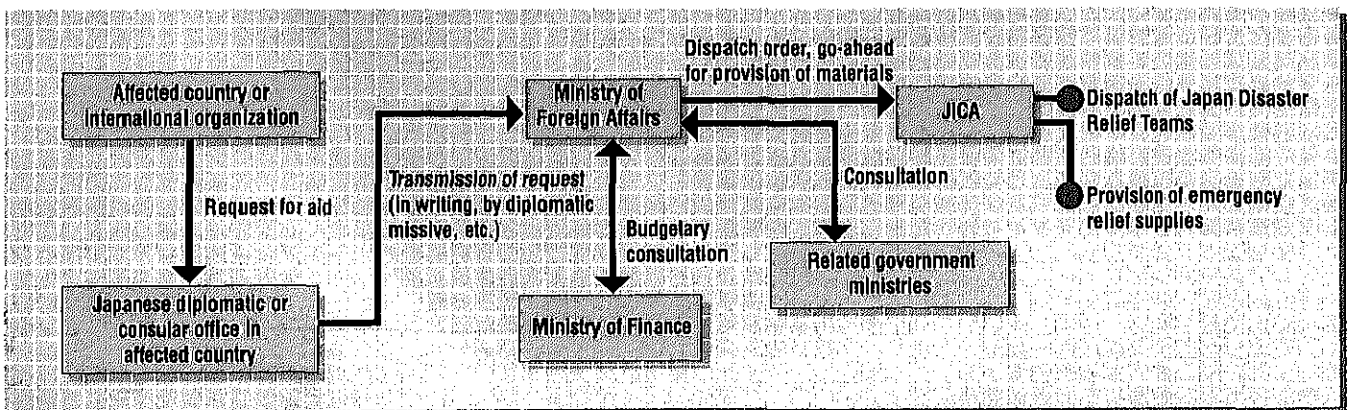 Affected country or
international organization
Request for aid
Japanese diplomatic or
consular office in
affected country
Transmission of request
(in writing, by diplomatic
missive, etc.)
Ministry of
Foreign Affairs
Budgetary
consultation
Ministry of Finance
Dispatch order, go-ahead
for provision of materials
Consultation
Related government
ministries
JICA
Dispatch of Japan Disaster
Relief Teams
Provision of emergency
relief supplies